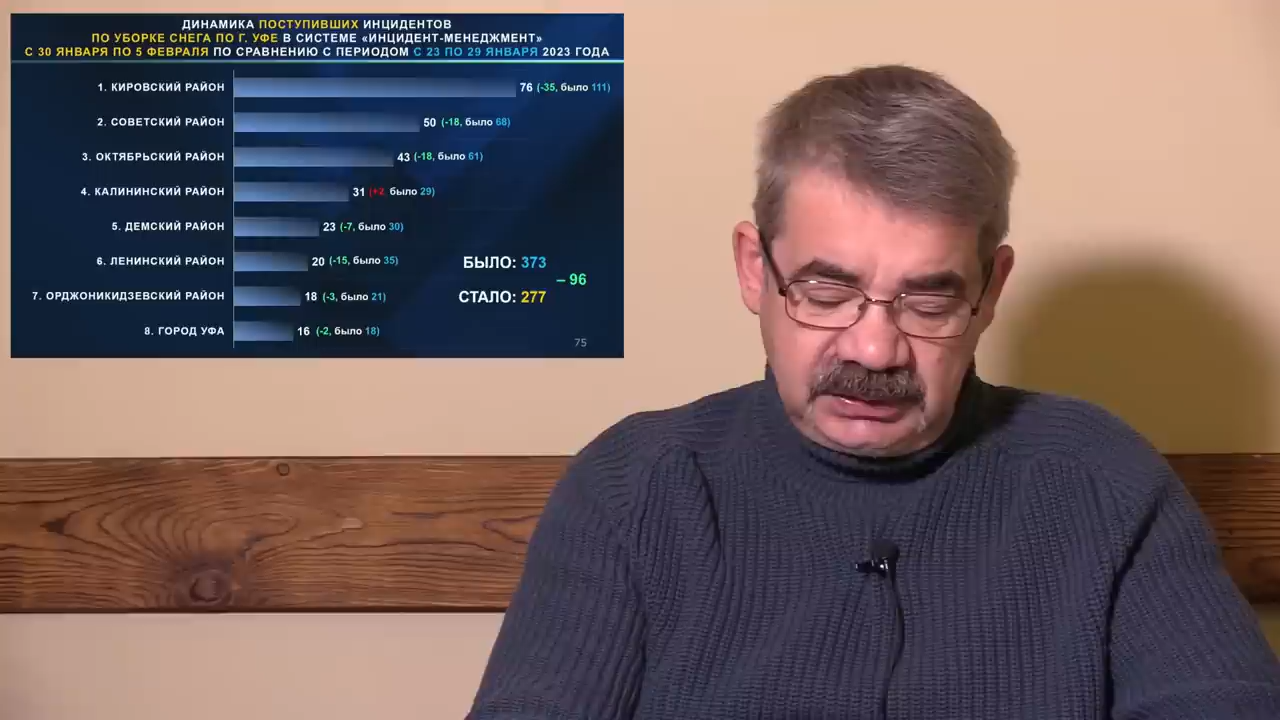 ДИНАМИКА ПОСТУПИВШИХ ИНЦИДЕНТОВ
ПО УБОРКЕ СНЕГА ПО Г. УФЕ В СИСТЕМЕ «ИНЦИДЕНТ-МЕНЕДЖМЕНТ»
С 30 ЯНВАРЯ ПО 5 ФЕВРАЛЯ ПО СРАВНЕНИЮ С ПЕРИОДОМ С 23 ПО 29 ЯНВАРЯ 2023 ГОДА
1. КИРОВСКИЙ РАЙОН 76 (-35, было 111)
2. СОВЕТСКИЙ РАЙОН 50 (-18, было 68)
3. ОКТЯБРЬСКИЙ РАЙОН 43 (-18, было 61)
4. КАЛИНИНСКИЙ РАЙОН 31 (+2, было 29)
5. ДЕМСКИЙ РАЙОН 23 (-7, было 30)
6. ЛЕНИНСКИЙ РАЙОН 20 (-15, было 35)
7. ОРДЖОНИКИДЗЕВСКИЙ РАЙОН 18 (-3, было 21)
8. ГОРОД УФА 16 (-2, было 18)
БЫЛО: 373
– 96
СТАЛО: 277
75